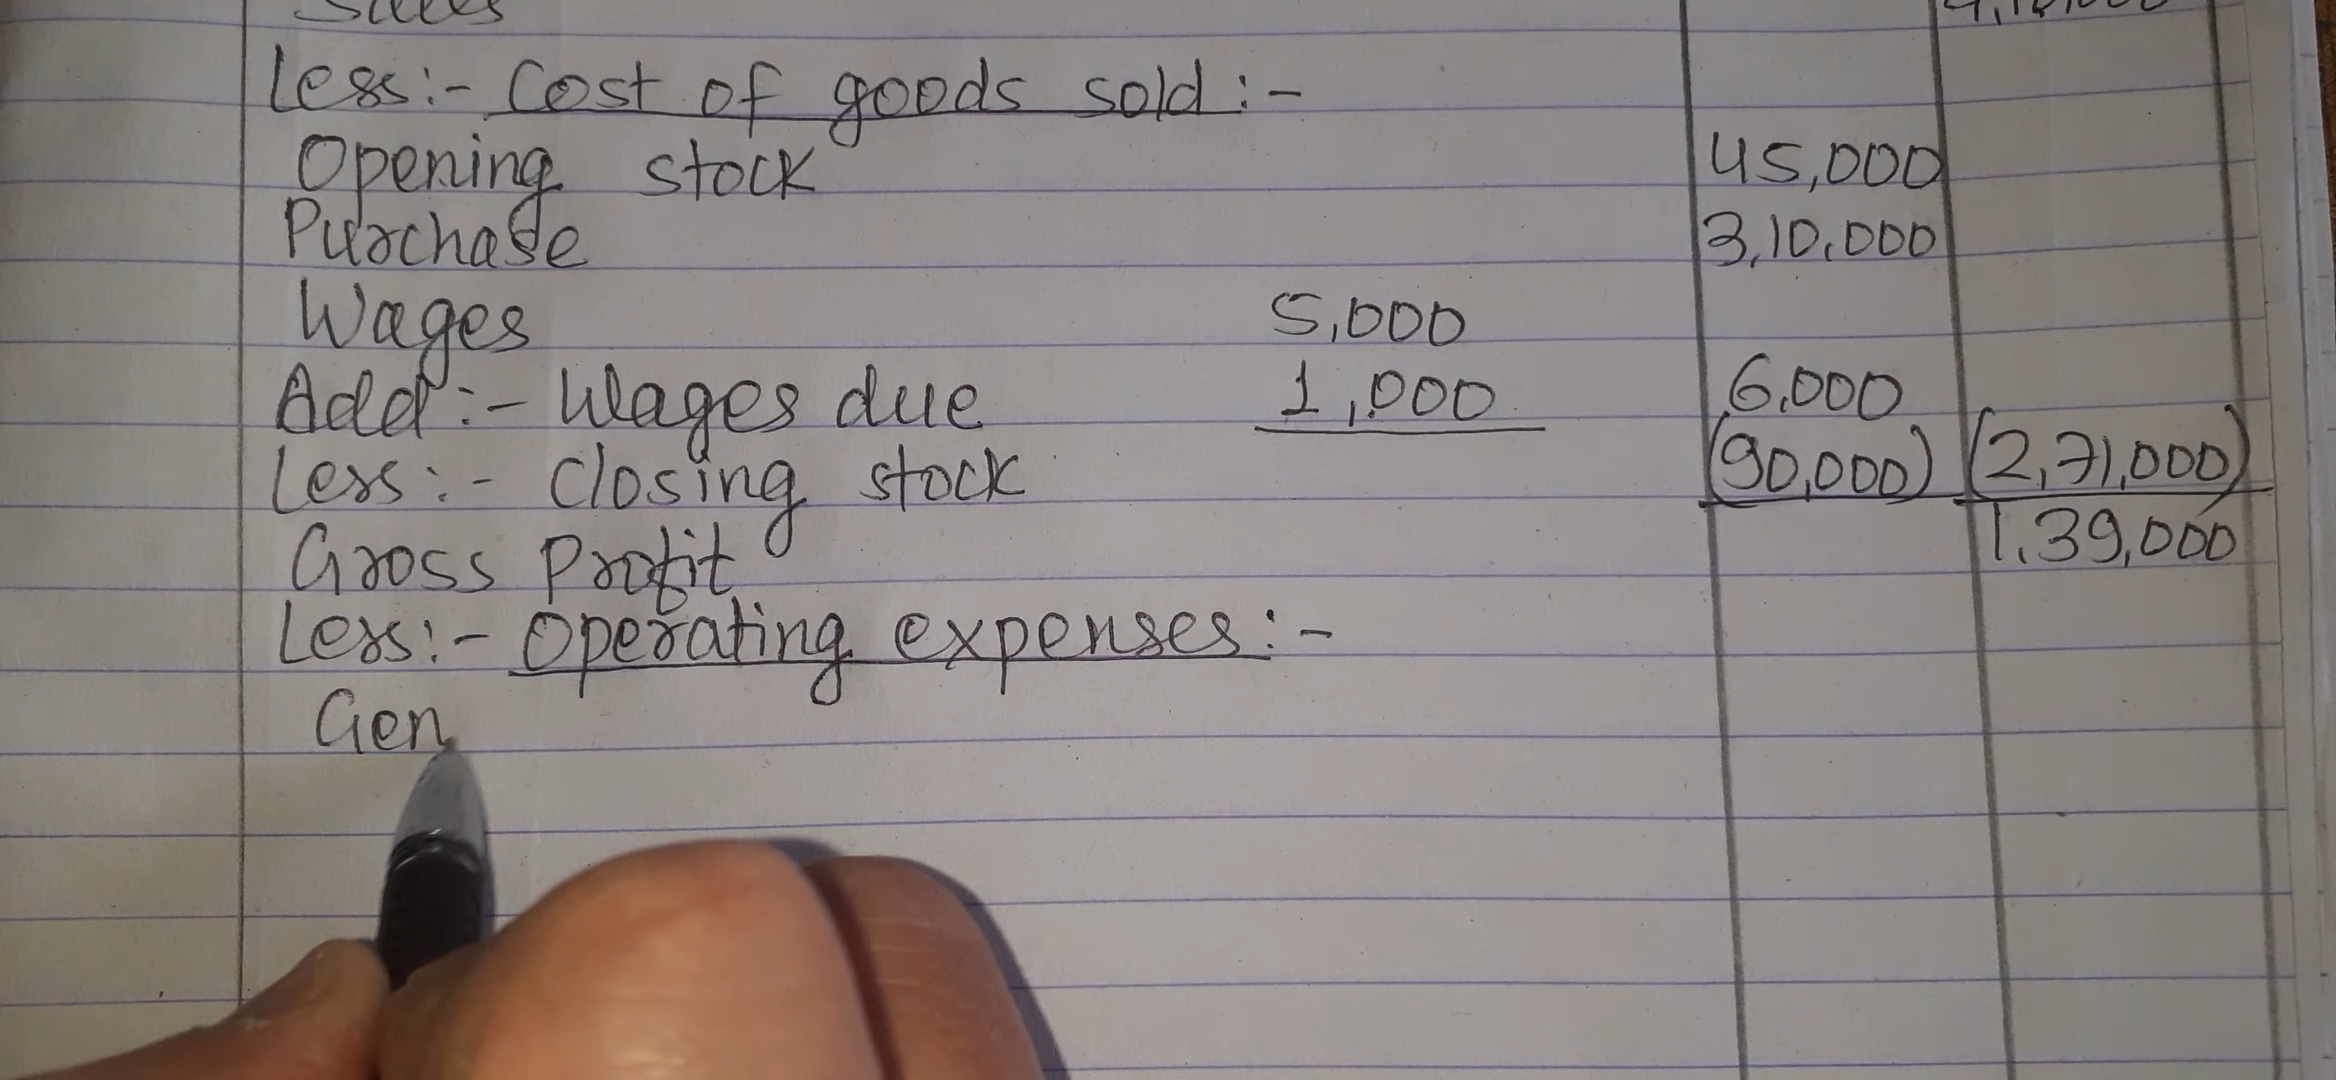 Sales
Less:- Cost of goods sold:-
Opening stock 45,000
Purchase 3,10,000
Wages 5,000
Add:- Wages due 1,000 6,000
Less:- Closing stock (90,000) (2,71,000)
Gross Profit 1,39,000
Less:- Operating expenses:-
Gen